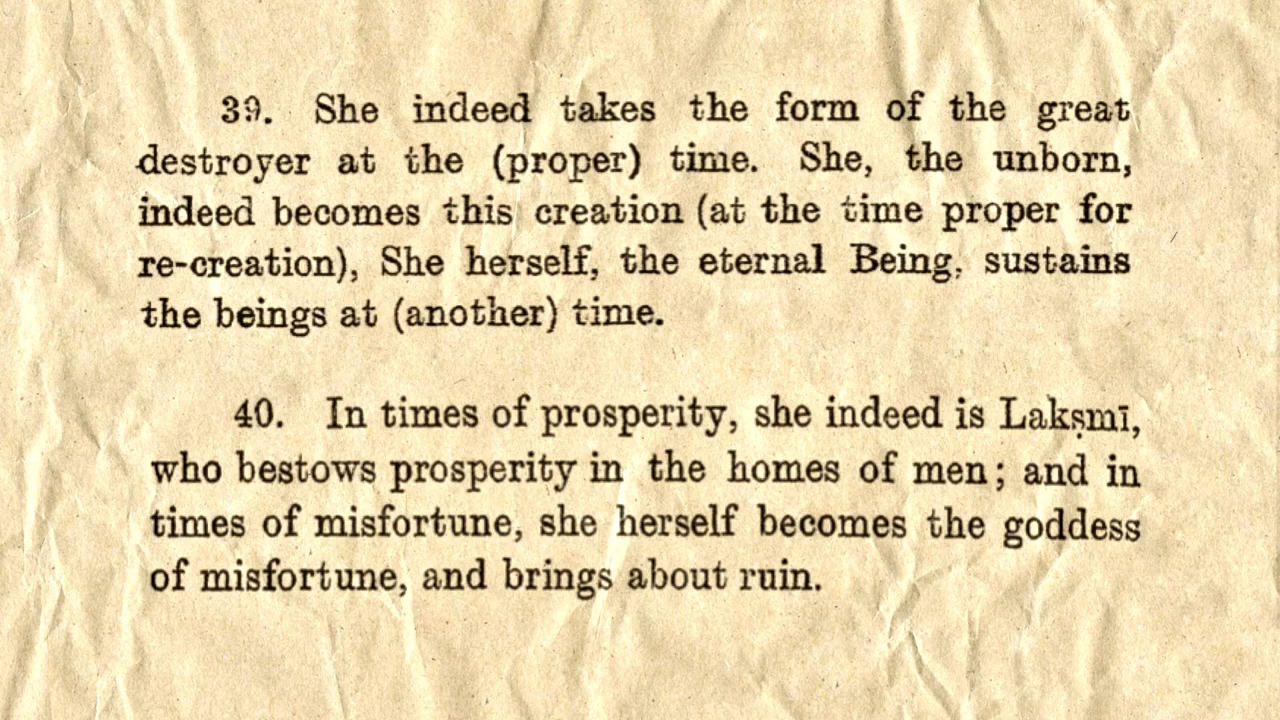 39. She indeed takes the form of the great
destroyer at the (proper) time. She, the unborn,
indeed becomes this creation (at the time proper for
re-creation), She herself, the eternal Being, sustains
the beings at (another) time.
40. In times of prosperity, she indeed is Lakṣmī,
who bestows prosperity in the homes of men; and in
times of misfortune, she herself becomes the goddess
of misfortune, and brings about ruin.